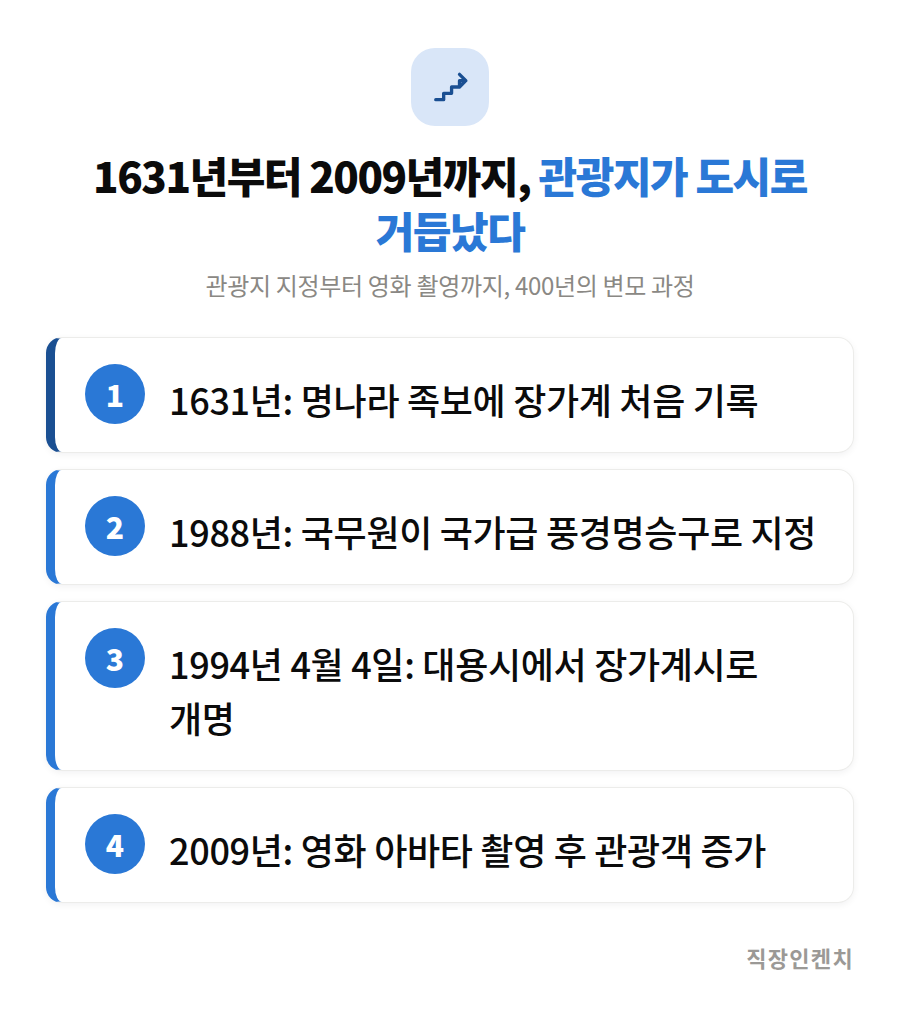 1631년부터 2009년까지, 관광지가 도시로
거듭났다
관광지 지정부터 영화 촬영까지, 400년의 변모 과정
1
1631년: 명나라 족보에 장가계 처음 기록
2
1988년: 국무원이 국가급 풍경명승구로 지정
3
1994년 4월 4일: 대용시에서 장가계시로
개명
4
2009년: 영화 아바타 촬영 후 관광객 증가
직장인켄치